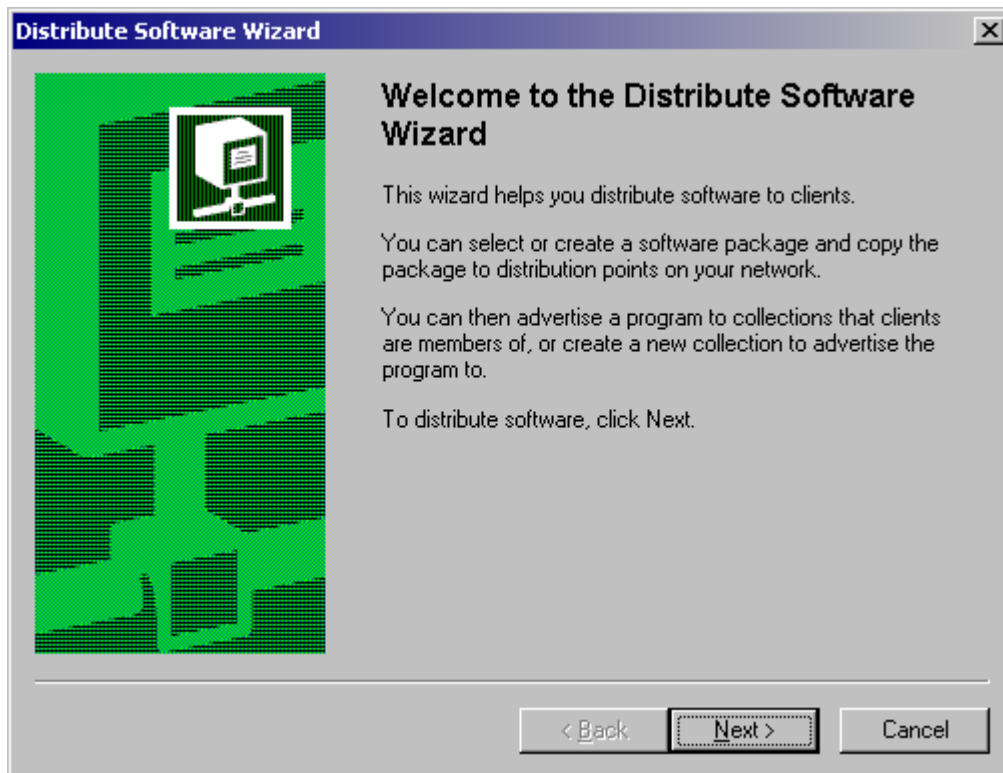 Distribute Software Wizard
Welcome to the Distribute Software
Wizard
This wizard helps you distribute software to clients.
You can select or create a software package and copy the
package to distribution points on your network.
You can then advertise a program to collections that clients
are members of, or create a new collection to advertise the
program to.
To distribute software, click Next.
< Back
Next >
Cancel